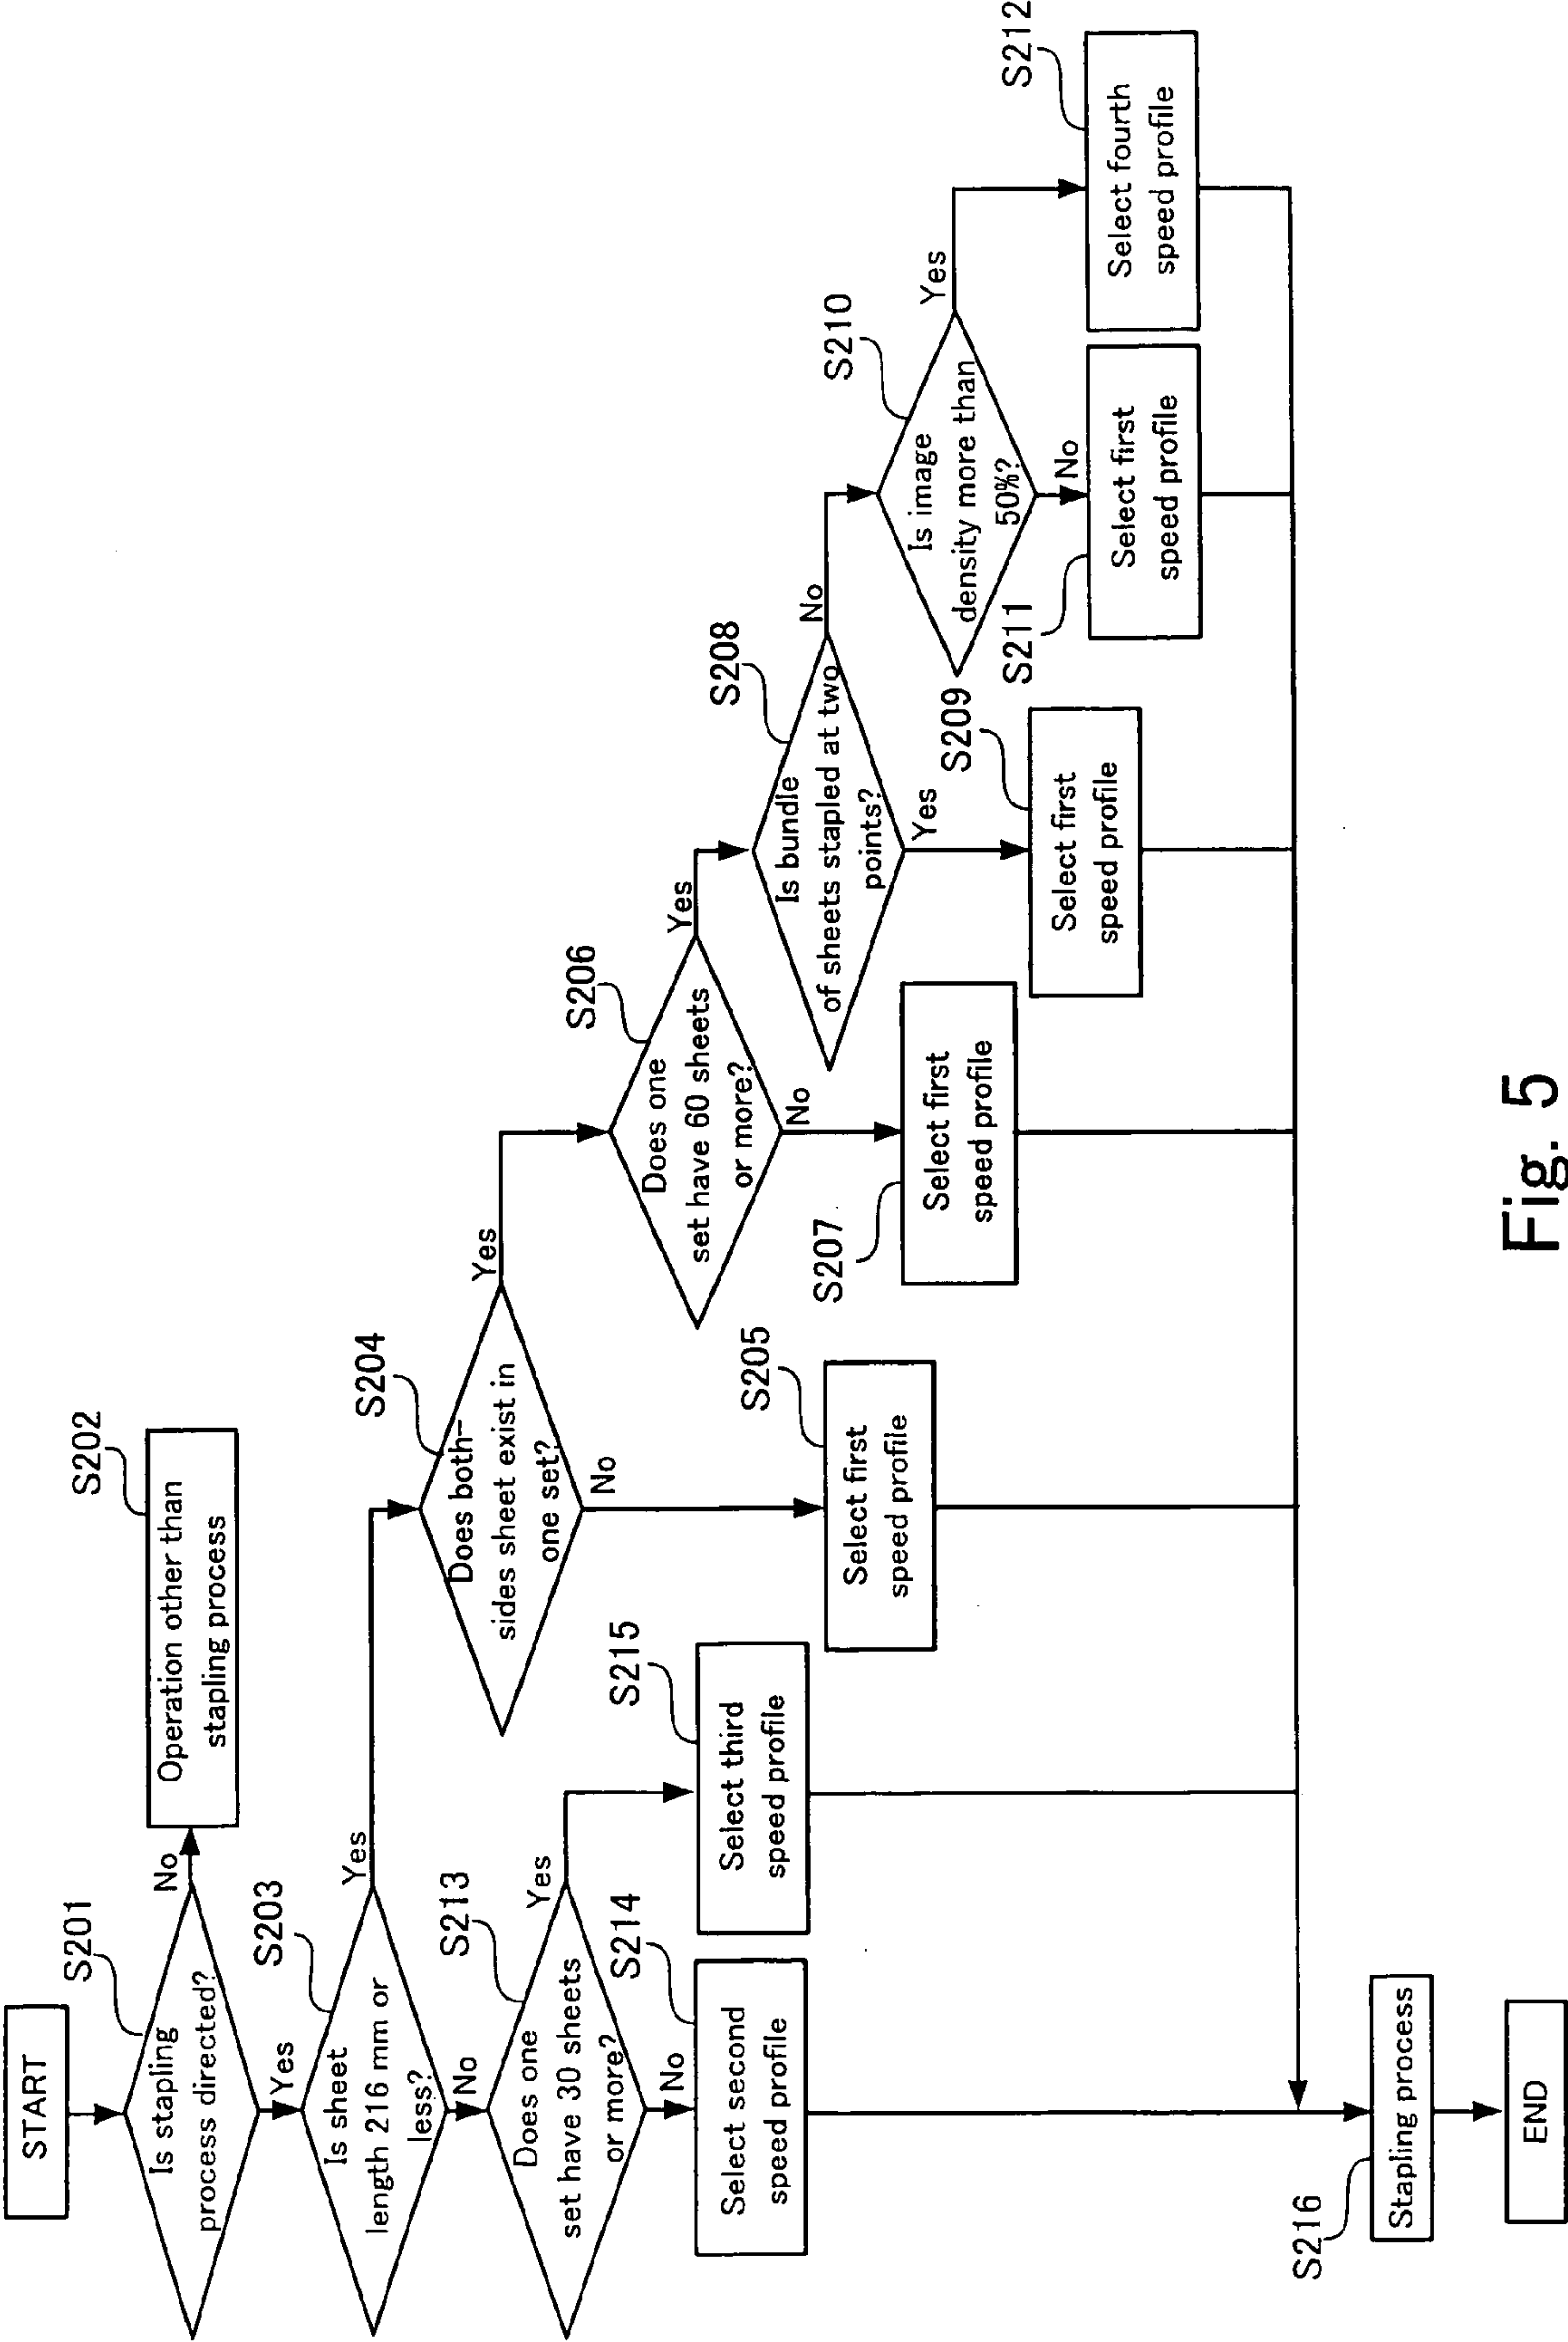 START
S201
Is stapling
process directed?
No
S202
Operation other than
stapling process
Yes
S203
Is sheet
length 216 mm or
less?
Yes
No
S204
Does both-
sides sheet exist in
one set?
Yes
No
S205
Select first
speed profile
S206
Does one
set have 60 sheets
or more?
Yes
No
S207
Select first
speed profile
S208
Is bundle
of sheets stapled at two
points?
No
Yes
S209
Select first
speed profile
S210
Is image
density more than
50%?
Yes
No
S211
Select first
speed profile
S212
Select fourth
speed profile
S213
Does one
set have 30 sheets
or more?
Yes
No
S214
Select second
speed profile
S215
Select third
speed profile
S216
Stapling process
END
Fig. 5